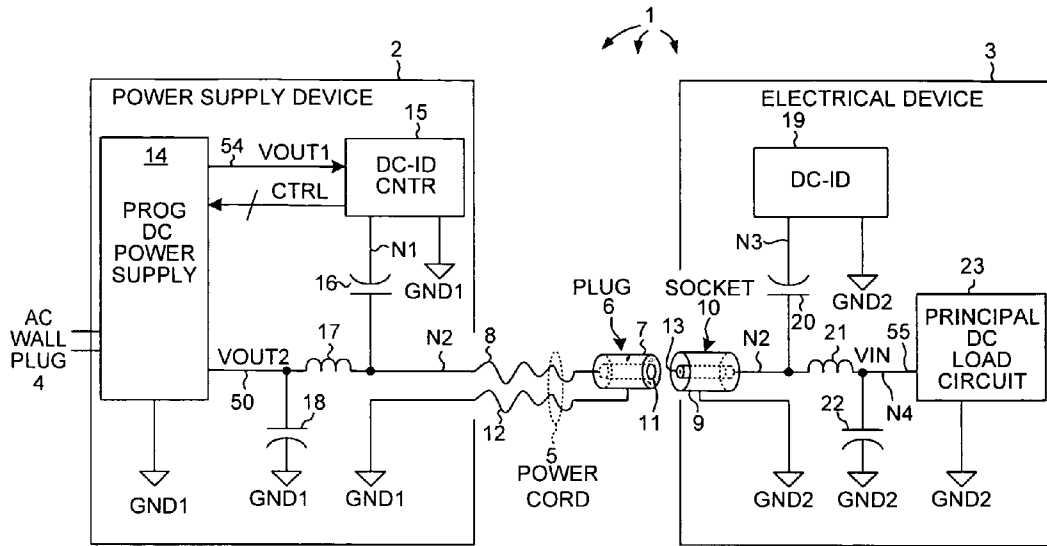 1
2
3
POWER SUPPLY DEVICE
ELECTRICAL DEVICE
14
PROG
DC
POWER
SUPPLY
54
VOUT1
CTRL
15
DC-ID
CNTR
N1
16
GND1
AC
WALL
PLUG
4
VOUT2
50
17
18
N2
8
12
GND1
GND1
GND1
5
POWER
CORD
PLUG
6
7
11
SOCKET
10
13
9
19
DC-ID
N3
20
GND2
N2
21
VIN
55
N4
22
23
PRINCIPAL
DC
LOAD
CIRCUIT
GND2
GND2
GND2